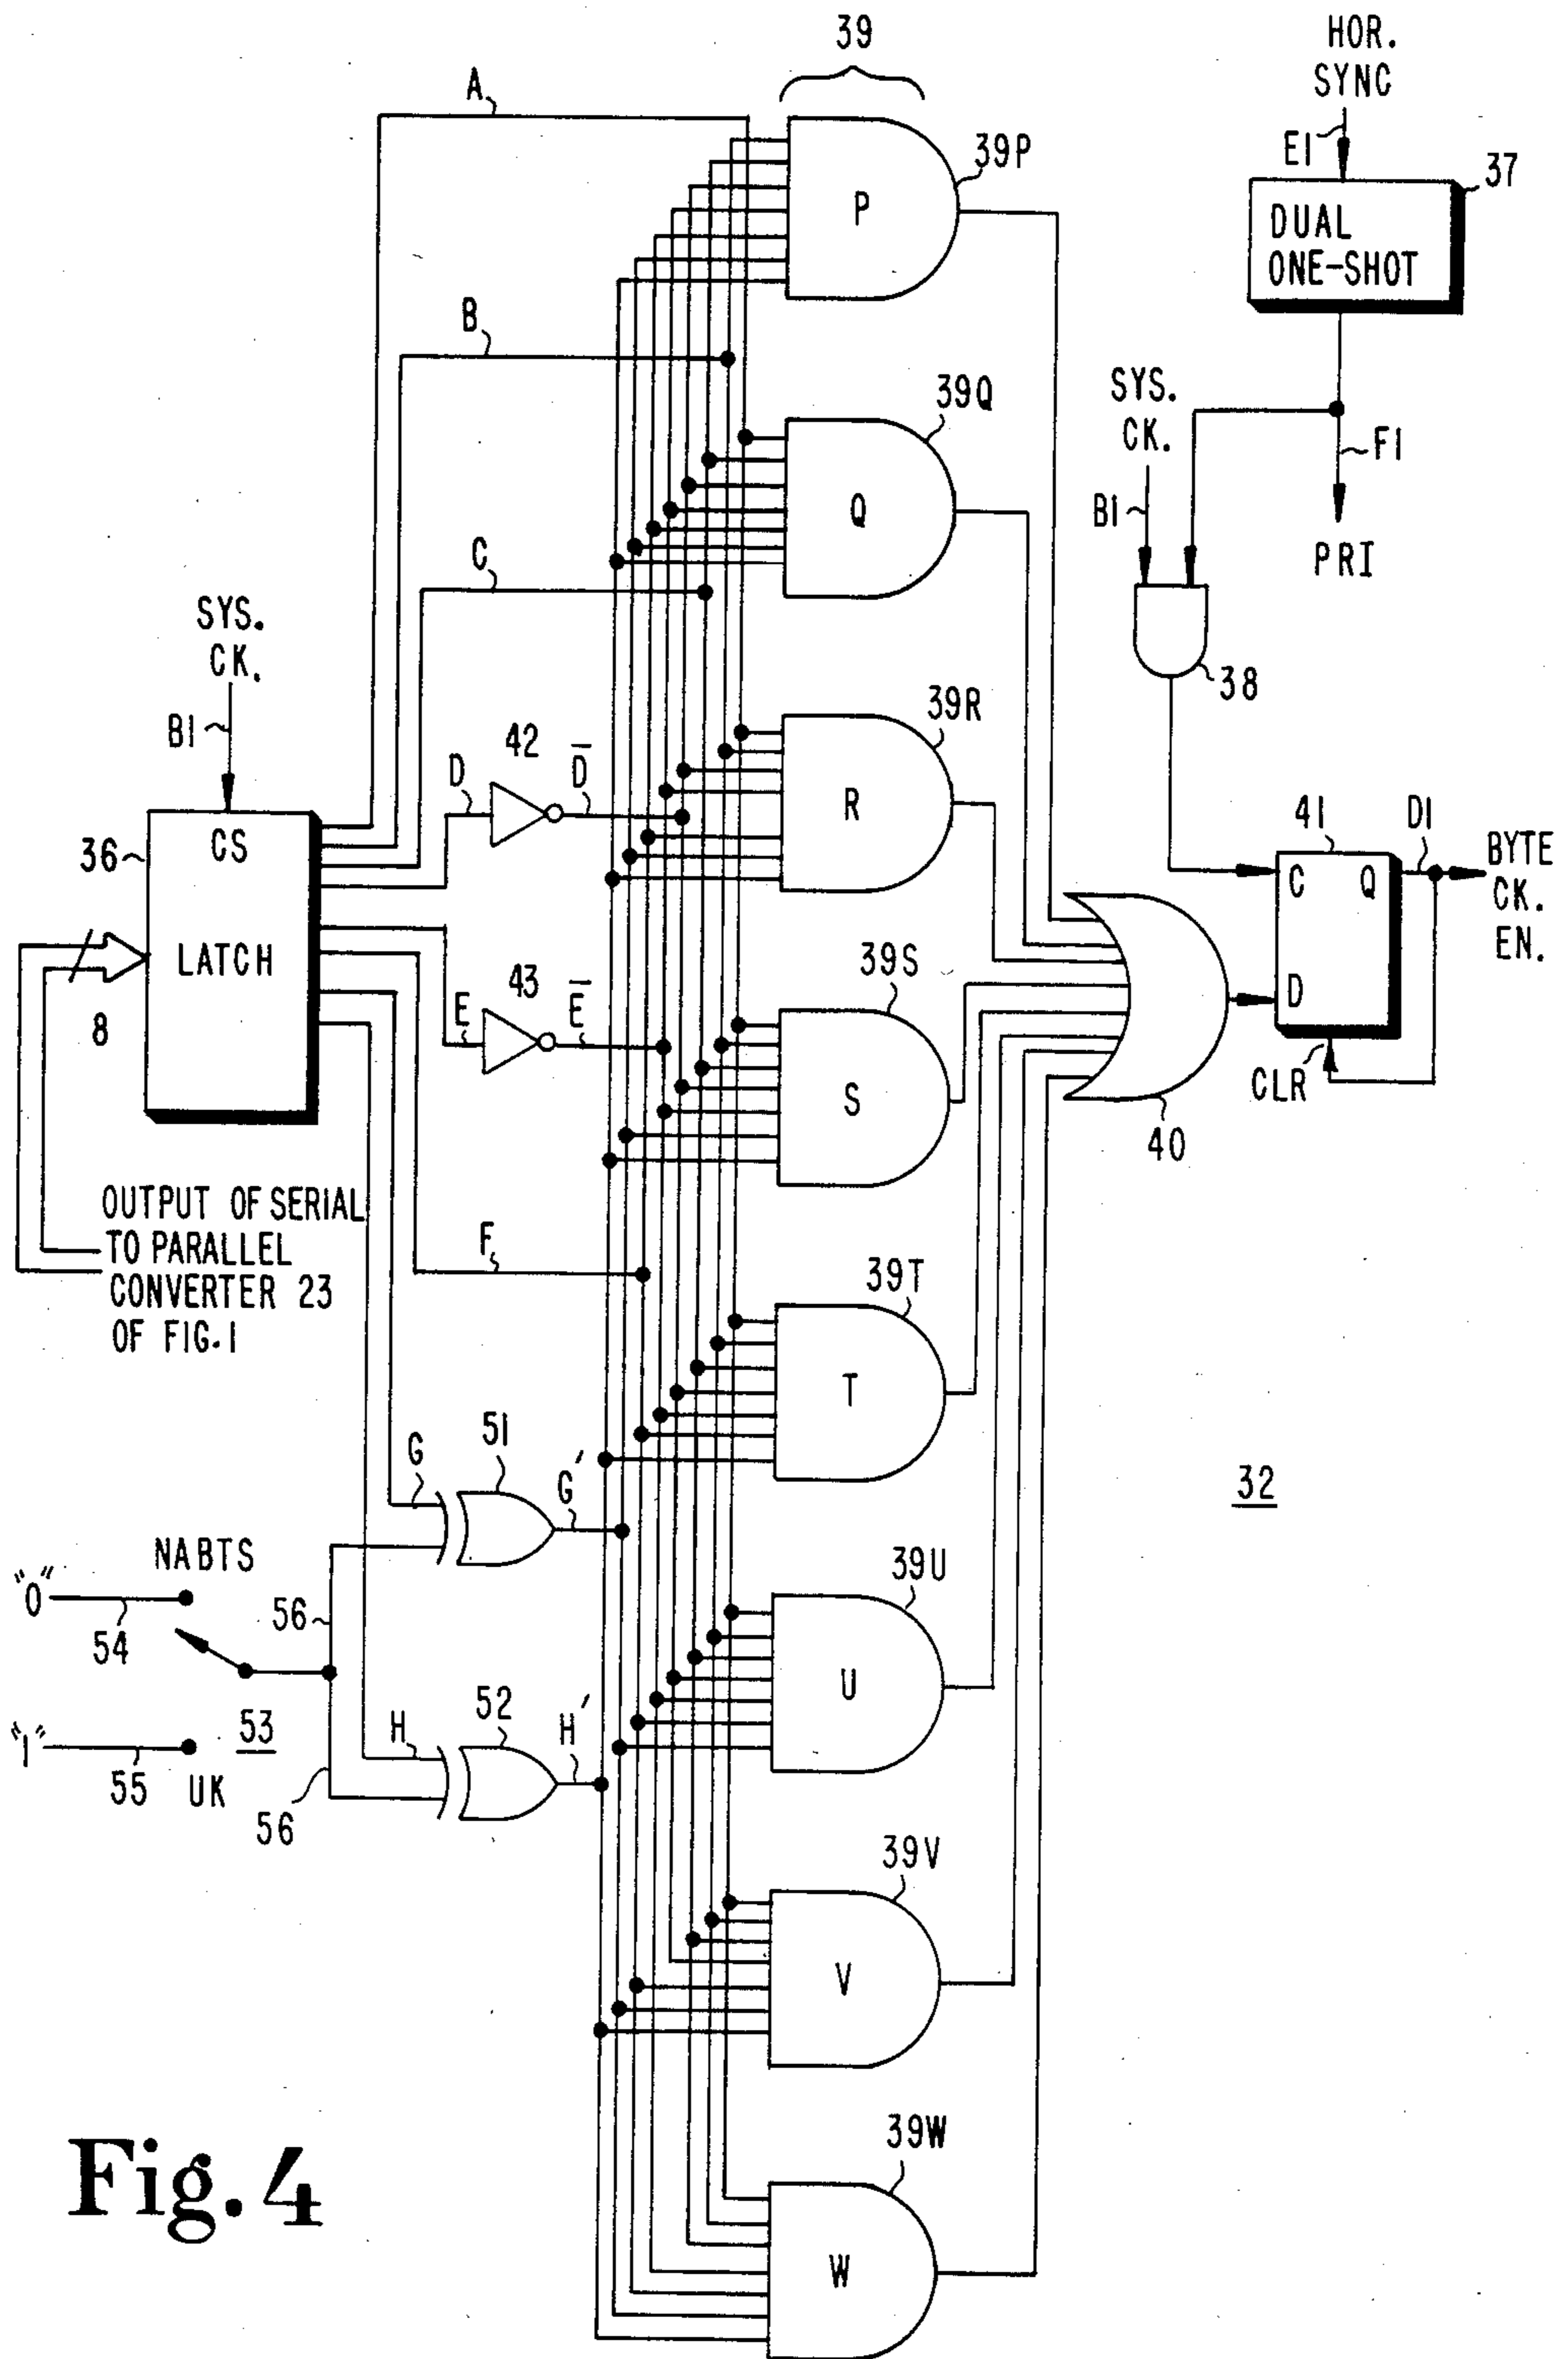 39
HOR.
SYNC
A
E1
39P
37
P
DUAL
ONE-SHOT
B
SYS.
CK.
39Q
F1
Q
B1
PRI
C
SYS.
CK.
38
39R
B1
42
D
D̅
R
41
D1
BYTE
CK.
EN.
36
CS
C
Q
LATCH
39S
D
8
43
E
E̅
S
CLR
40
OUTPUT OF SERIAL
TO PARALLEL
CONVERTER 23
OF FIG.1
F
39T
T
32
G
51
G'
NABTS
"0"
54
56
39U
U
53
H
52
H'
"1"
55
UK
56
39V
V
39W
W
Fig.4